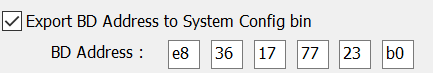 Export BD Address to System Config bin
BD Address : e8 36 17 77 23 b0